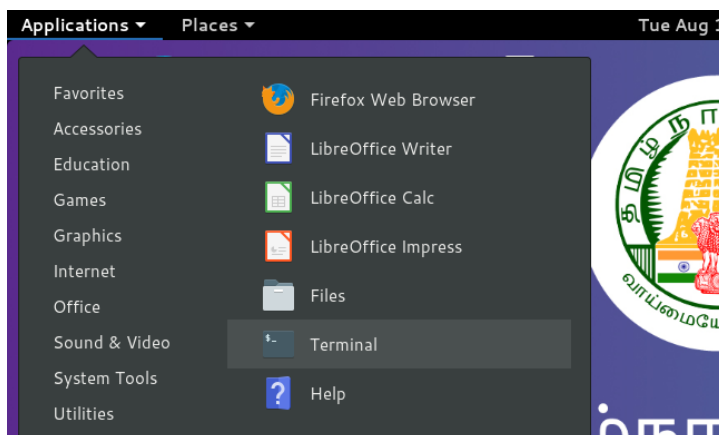 Applications Places Tue Aug
Favorites
Accessories
Education
Games
Graphics
Internet
Office
Sound & Video
System Tools
Utilities
Firefox Web Browser
LibreOffice Writer
LibreOffice Calc
LibreOffice Impress
Files
Terminal
Help